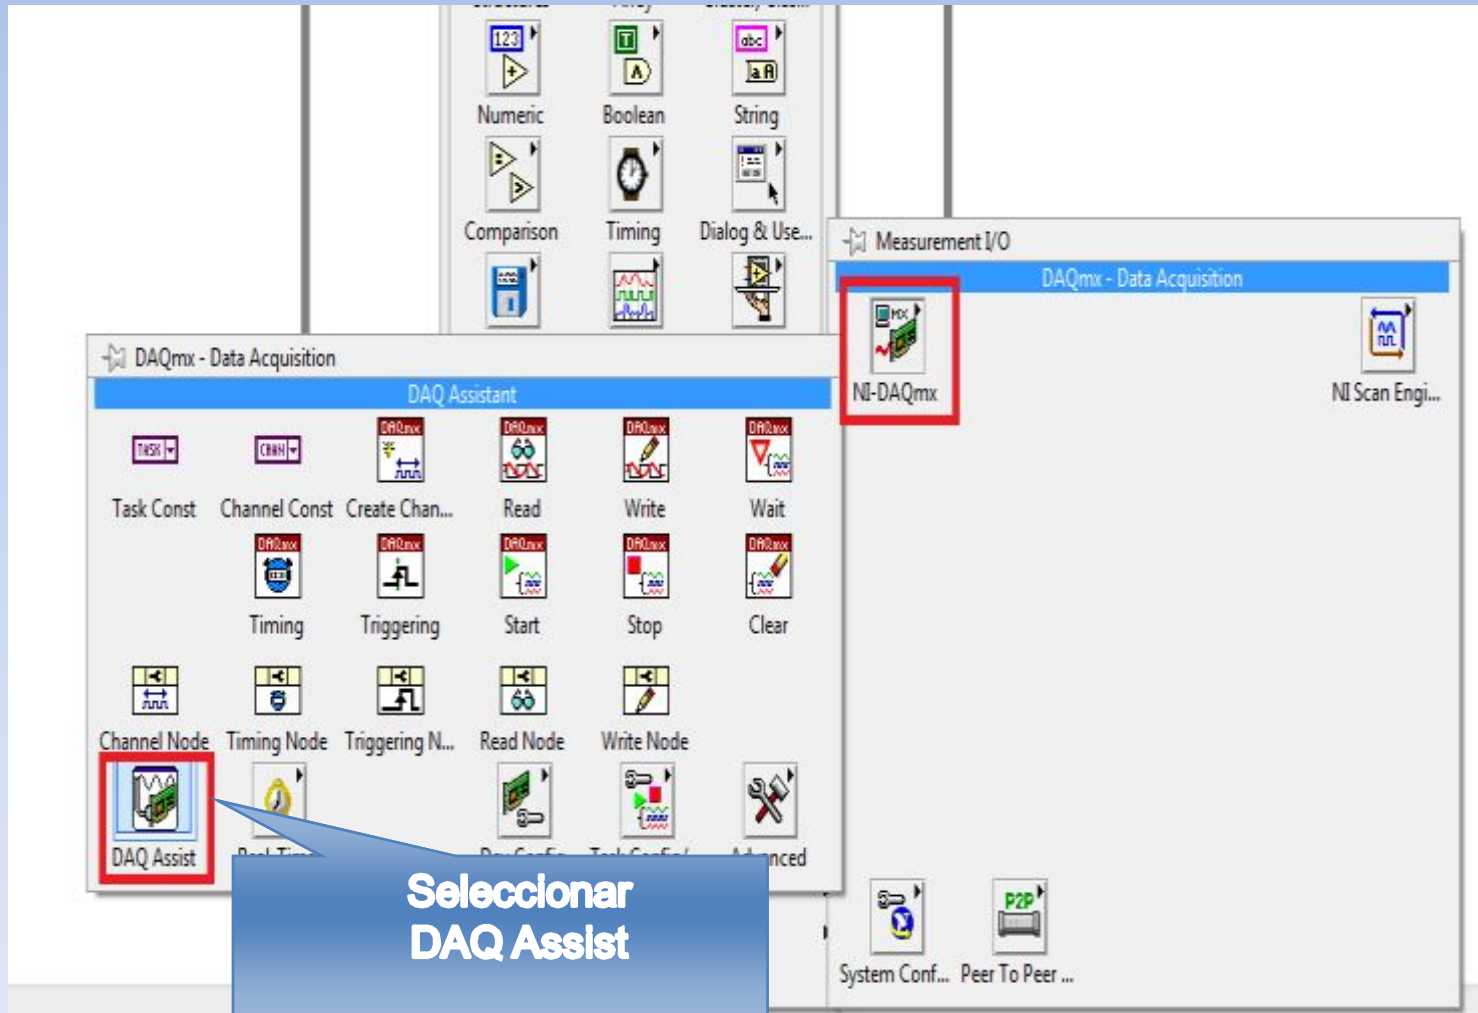 Numeric Boolean String
Comparison Timing Dialog & Use...
Measurement I/O
DAQmx - Data Acquisition
NI-DAQmx NI Scan Engi...
System Conf... Peer To Peer ...
DAQmx - Data Acquisition
DAQ Assistant
Task Const Channel Const Create Chan... Read Write Wait
Timing Triggering Start Stop Clear
Channel Node Timing Node Triggering N... Read Node Write Node
DAQ Assist
Seleccionar
DAQ Assist